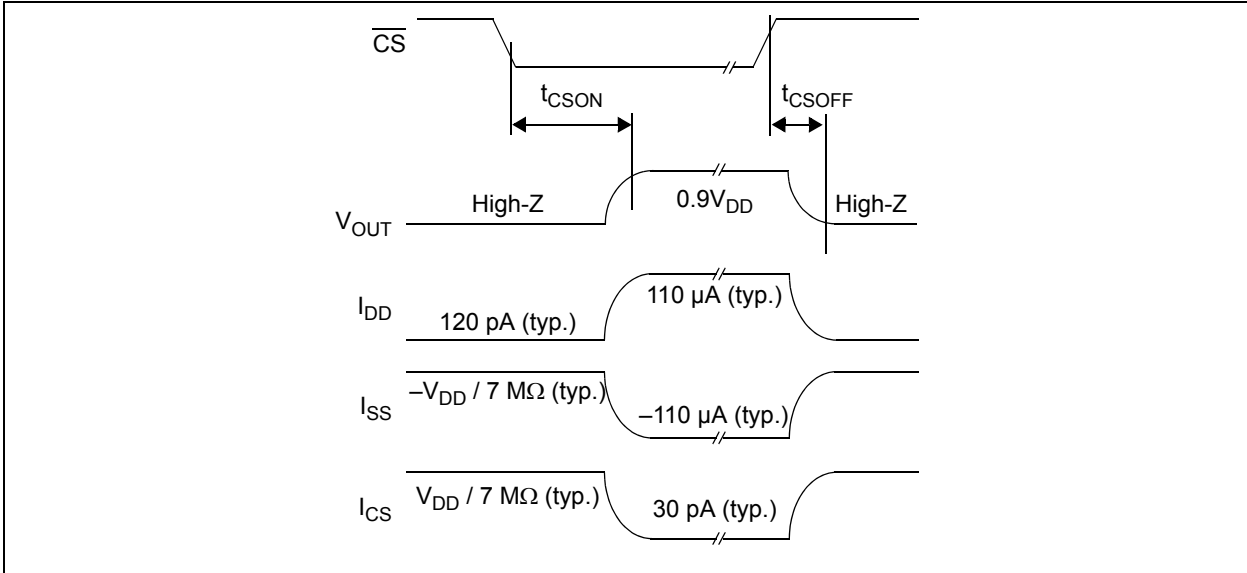 CS
tCSON
tCSOFF
VOUT
High-Z
0.9VDD
High-Z
IDD
120 pA (typ.)
110 µA (typ.)
ISS
–VDD / 7 MΩ (typ.)
–110 µA (typ.)
ICS
VDD / 7 MΩ (typ.)
30 pA (typ.)